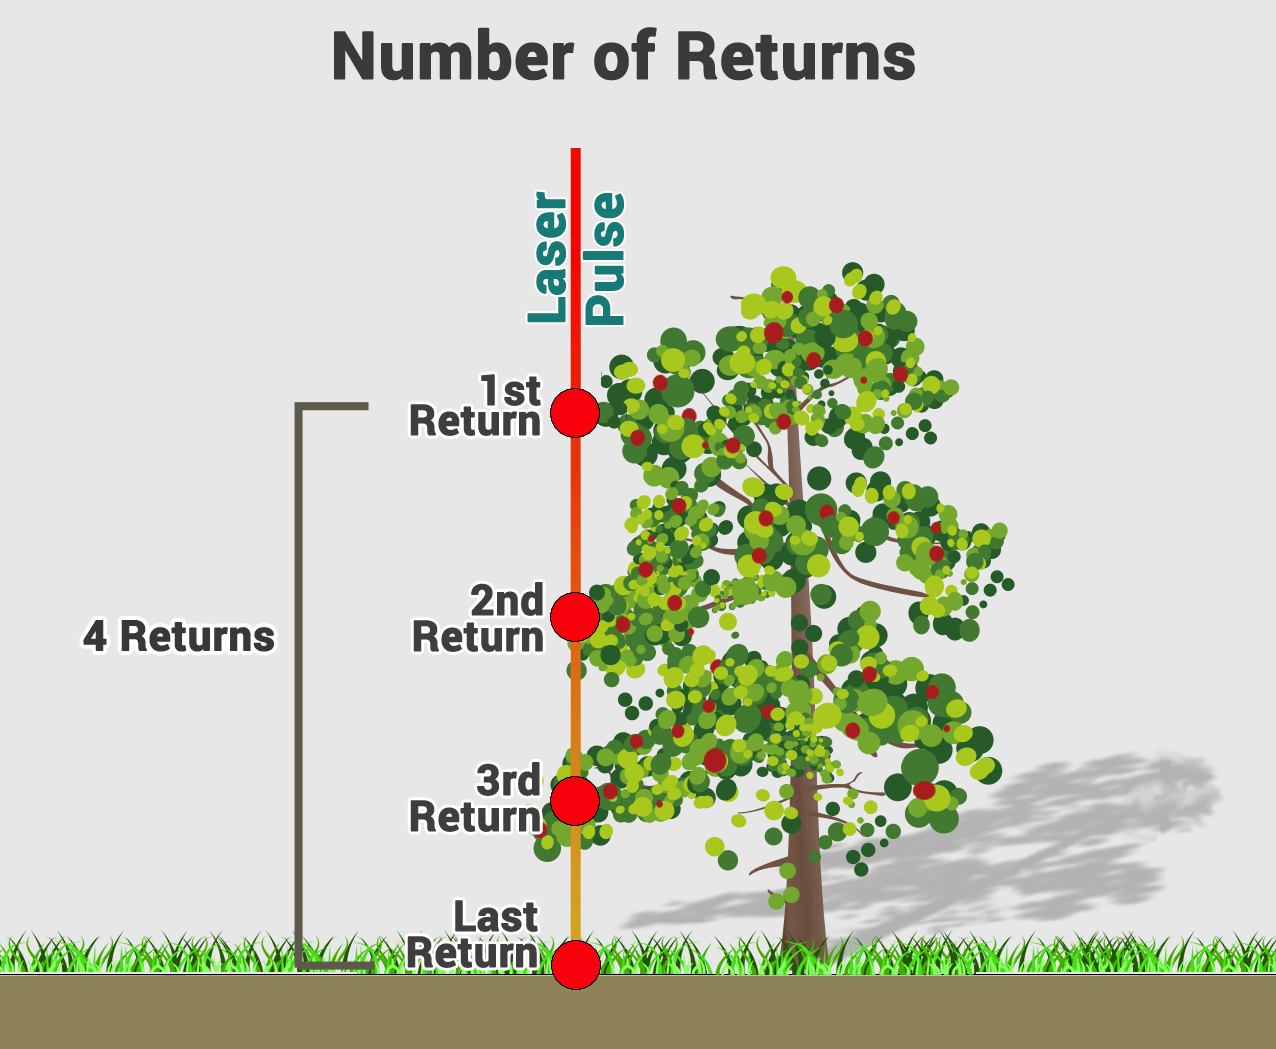 Number of Returns
Laser
Pulse
1st
Return
2nd
Return
4 Returns
3rd
Return
Last
Return